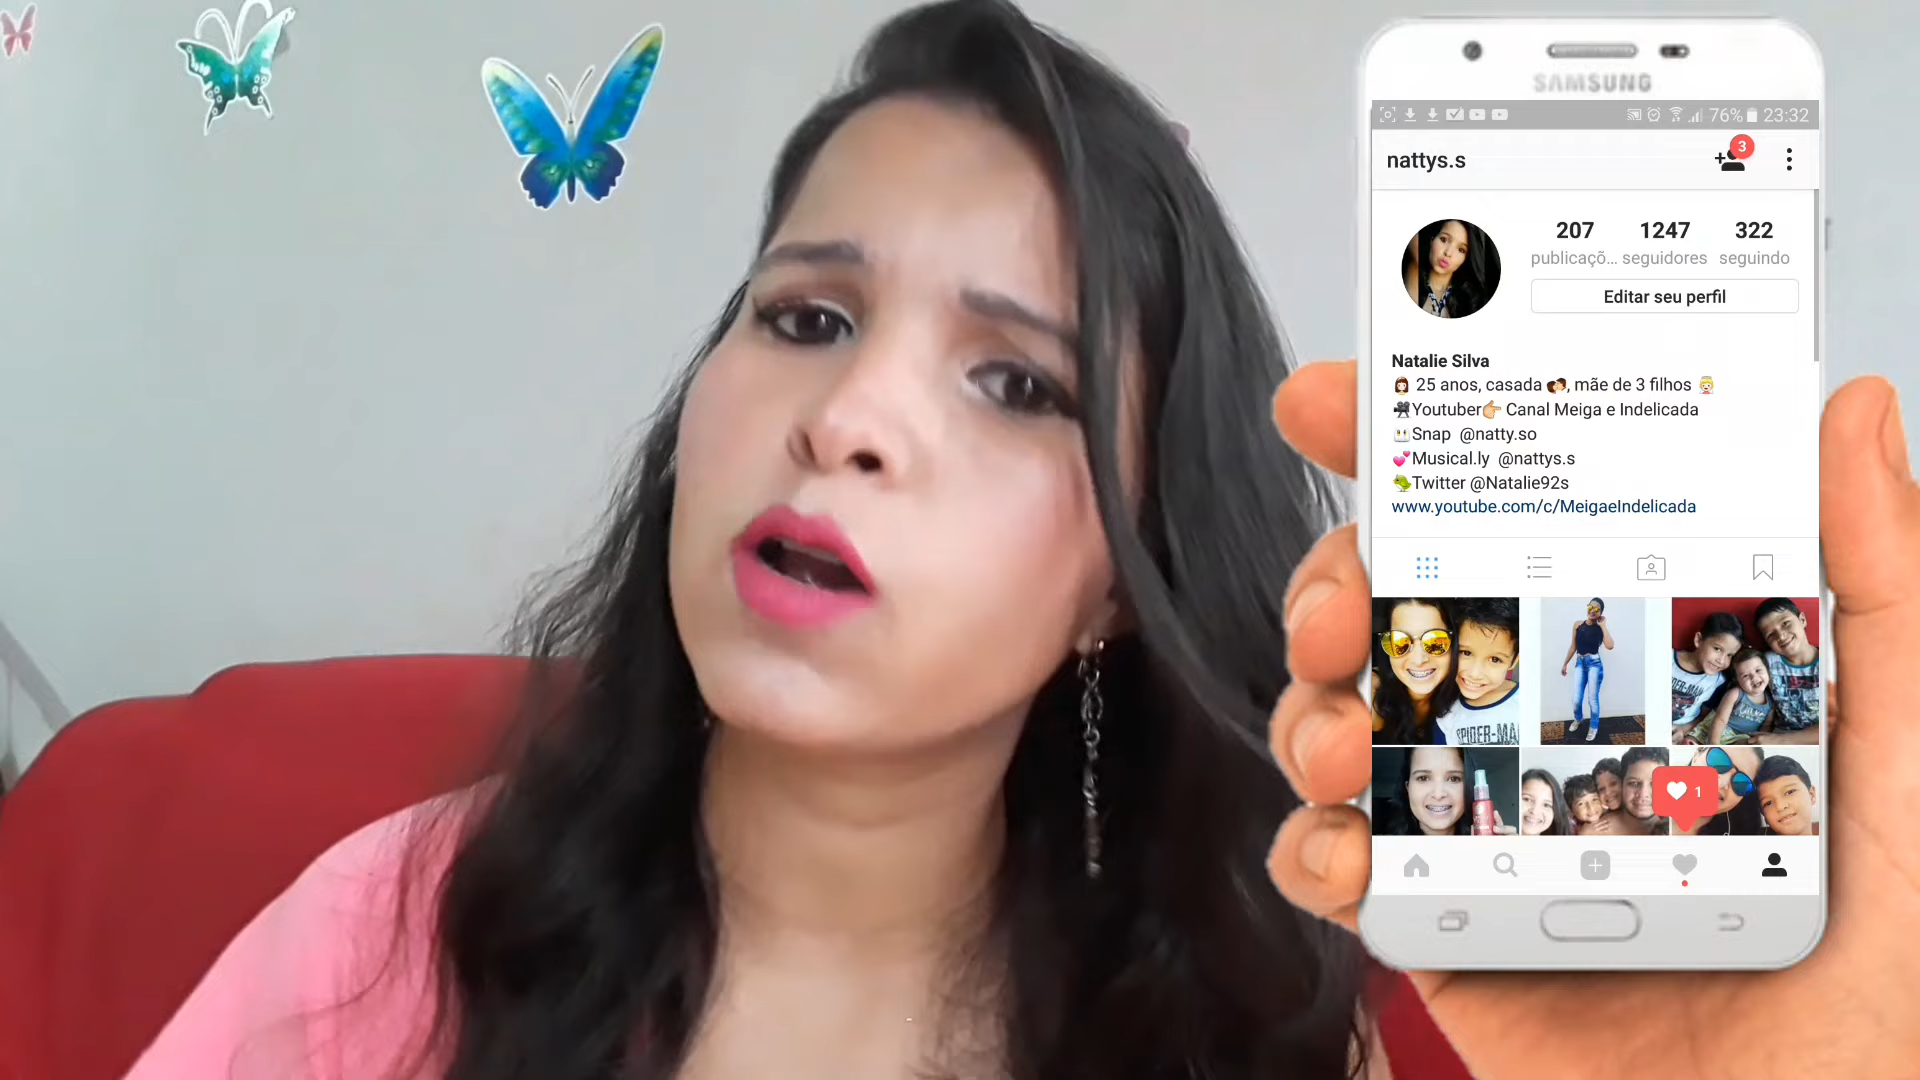 SAMSUNG
76% 23:32
nattys.s
3
207 1247 322
publicaçõ... seguidores seguindo
Editar seu perfil
Natalie Silva
25 anos, casada, mãe de 3 filhos
Youtuber Canal Meiga e Indelicada
Snap @natty.so
Musical.ly @nattys.s
Twitter @Natalie92s
www.youtube.com/c/MeigaeIndelicada
SPIDER-MA
1